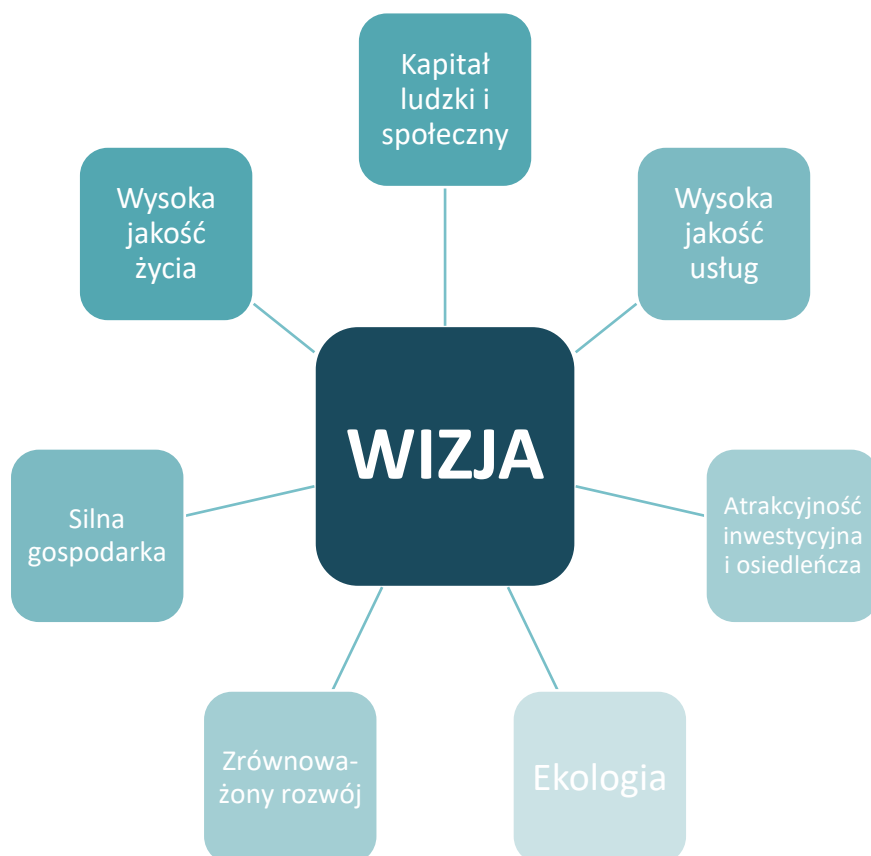 Kapitał
ludzki i
społeczny
Wysoka
jakość
życia
Wysoka
jakość
usług
WIZJA
Silna
gospodarka
Atrakcyjność
inwestycyjna
i osiedleńcza
Zrównowa-
żony rozwój
Ekologia